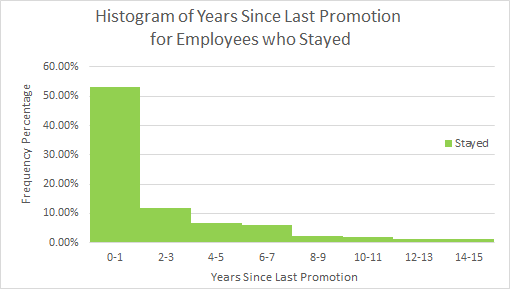 Histogram of Years Since Last Promotion
for Employees who Stayed
60.00%
50.00%
40.00%
30.00%
20.00%
10.00%
0.00%
Frequency Percentage
Stayed
0-1 2-3 4-5 6-7 8-9 10-11 12-13 14-15
Years Since Last Promotion